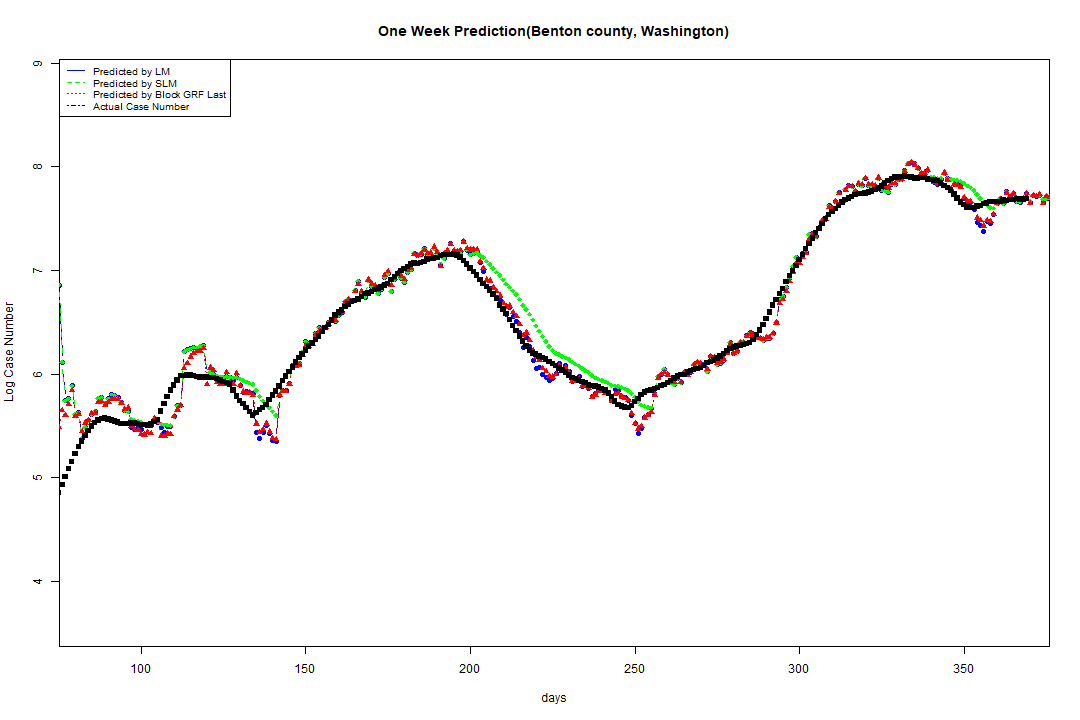 One Week Prediction(Benton county, Washington)
Predicted by LM
Predicted by SLM
Predicted by Block GRF Last
Actual Case Number
9
8
7
6
5
4
Log Case Number
100 150 200 250 300 350
days